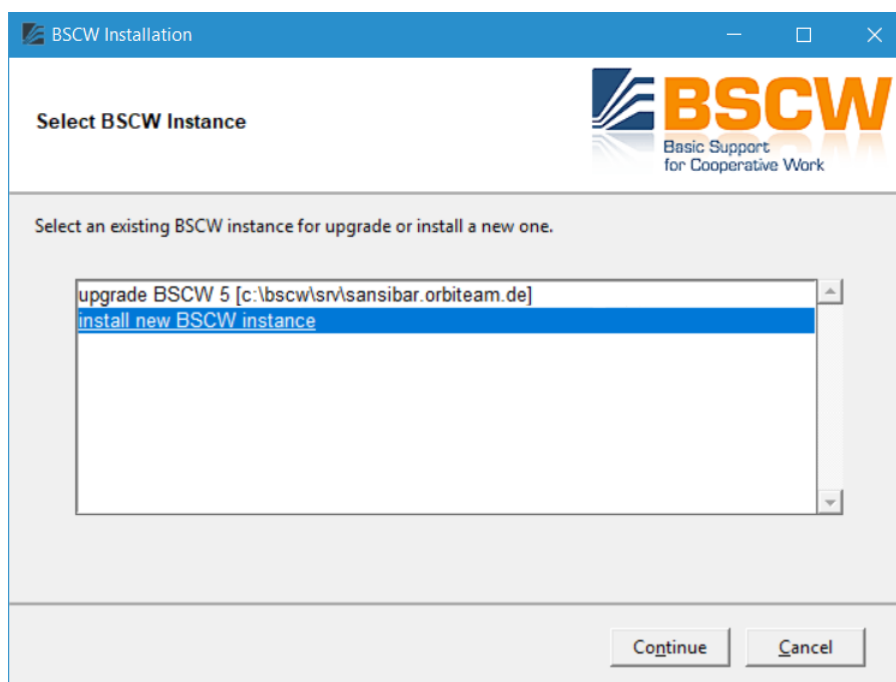 BSCW Installation
Select BSCW Instance
BSCW
Basic Support
for Cooperative Work
Select an existing BSCW instance for upgrade or install a new one.
upgrade BSCW 5 [c:\bscw\srv\sansibar.orbiteam.de]
install new BSCW instance
Continue
Cancel